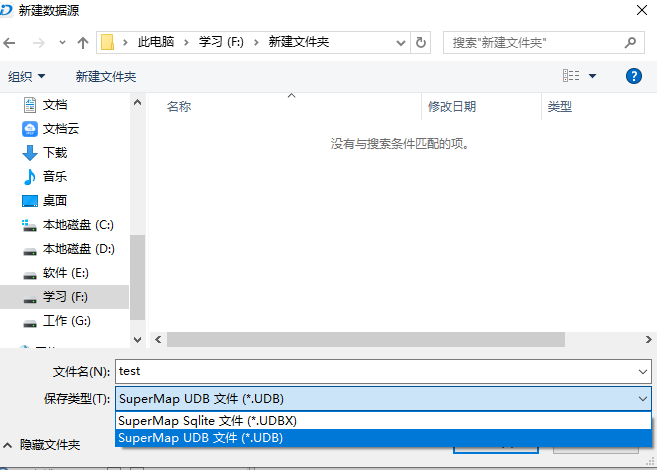 新建数据源
此电脑 学习 (F:) 新建文件夹
搜索"新建文件夹"
组织 新建文件夹
名称 修改日期 类型
没有与搜索条件匹配的项。
文档
文档云
下载
音乐
桌面
本地磁盘 (C:)
本地磁盘 (D:)
软件 (E:)
学习 (F:)
工作 (G:)
文件名(N): test
保存类型(T): SuperMap UDB 文件 (*.UDB)
SuperMap Sqlite 文件 (*.UDBX)
SuperMap UDB 文件 (*.UDB)
隐藏文件夹